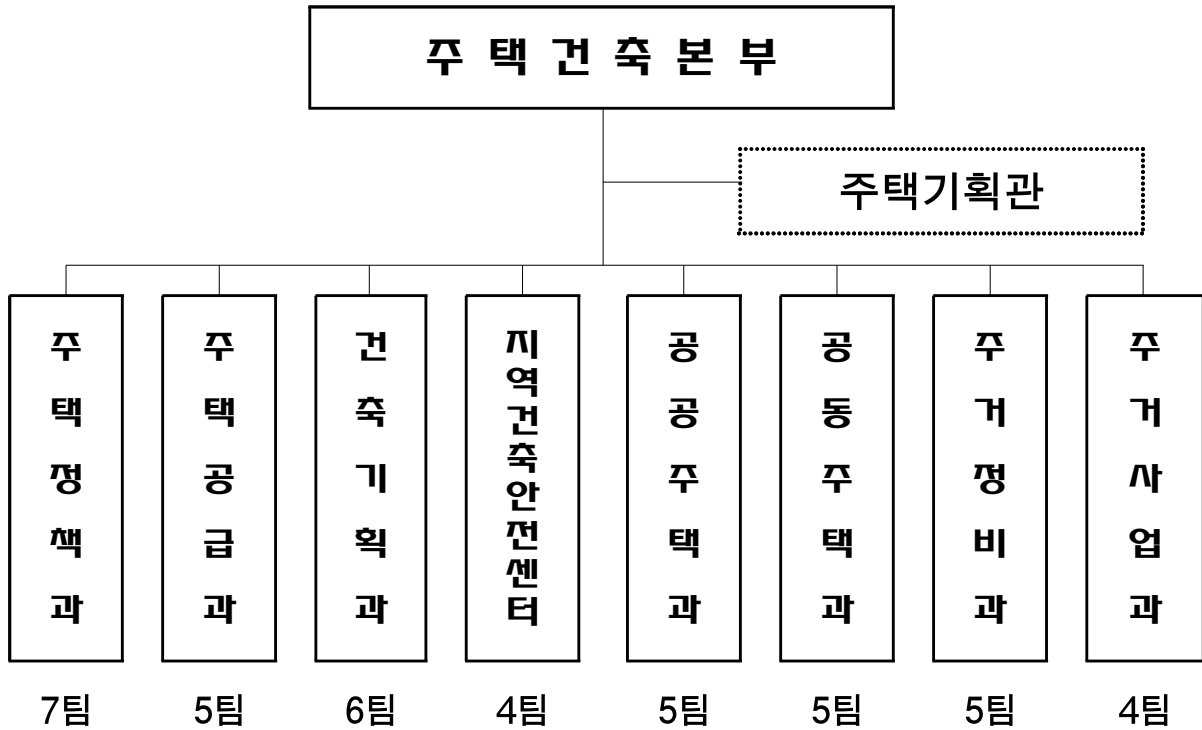 주택건축본부
주택기획관
주택정책과
주택공급과
건축기획과
지역건축안전센터
공공주택과
공동주택과
주거정비과
주거사업과
7팀 5팀 6팀 4팀 5팀 5팀 5팀 4팀